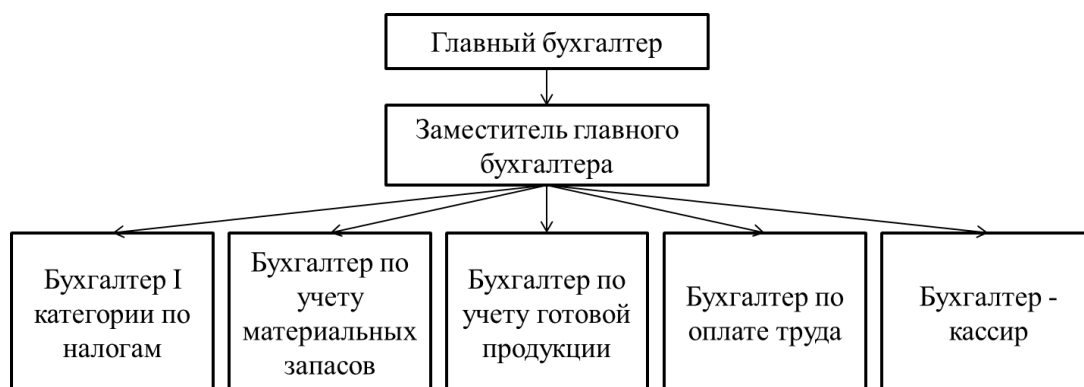 Главный бухгалтер
Заместитель главного
бухгалтера
Бухгалтер I
категории по
налогам
Бухгалтер по
учету
материальных
запасов
Бухгалтер по
учету готовой
продукции
Бухгалтер по
оплате труда
Бухгалтер -
кассир